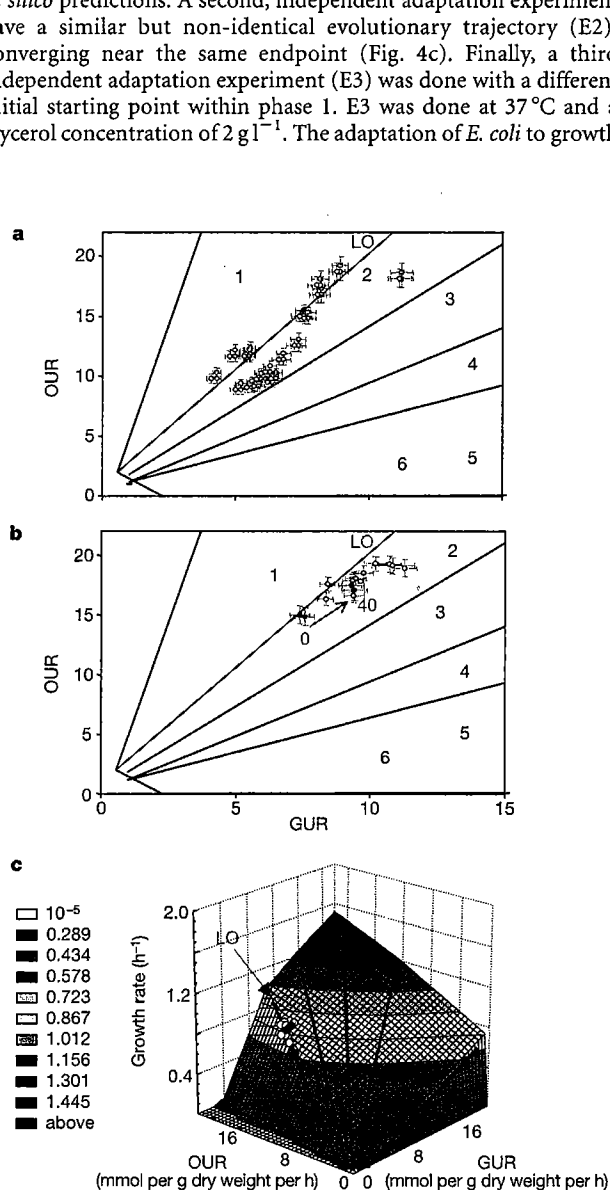 silico predictions. A second, independent adaptation experiment
ave a similar but non-identical evolutionary trajectory (E2)
onverging near the same endpoint (Fig. 4c). Finally, a third
dependent adaptation experiment (E3) was done with a different
nitial starting point within phase 1. E3 was done at 37 °C and a
lycerol concentration of 2 g l⁻¹. The adaptation of E. coli to growth
a
20
15
10
5
0
OUR
LO
1
2
3
4
5
6
b
20
15
10
5
0
OUR
LO
1
2
3
4
5
6
0
40
0
5
10
15
GUR
c
10⁻⁵
0.289
0.434
0.578
0.723
0.867
1.012
1.156
1.301
1.445
above
Growth rate (h⁻¹)
2.0
1.2
0.4
LO
16
8
0
0
8
16
OUR
(mmol per g dry weight per h)
GUR
(mmol per g dry weight per h)